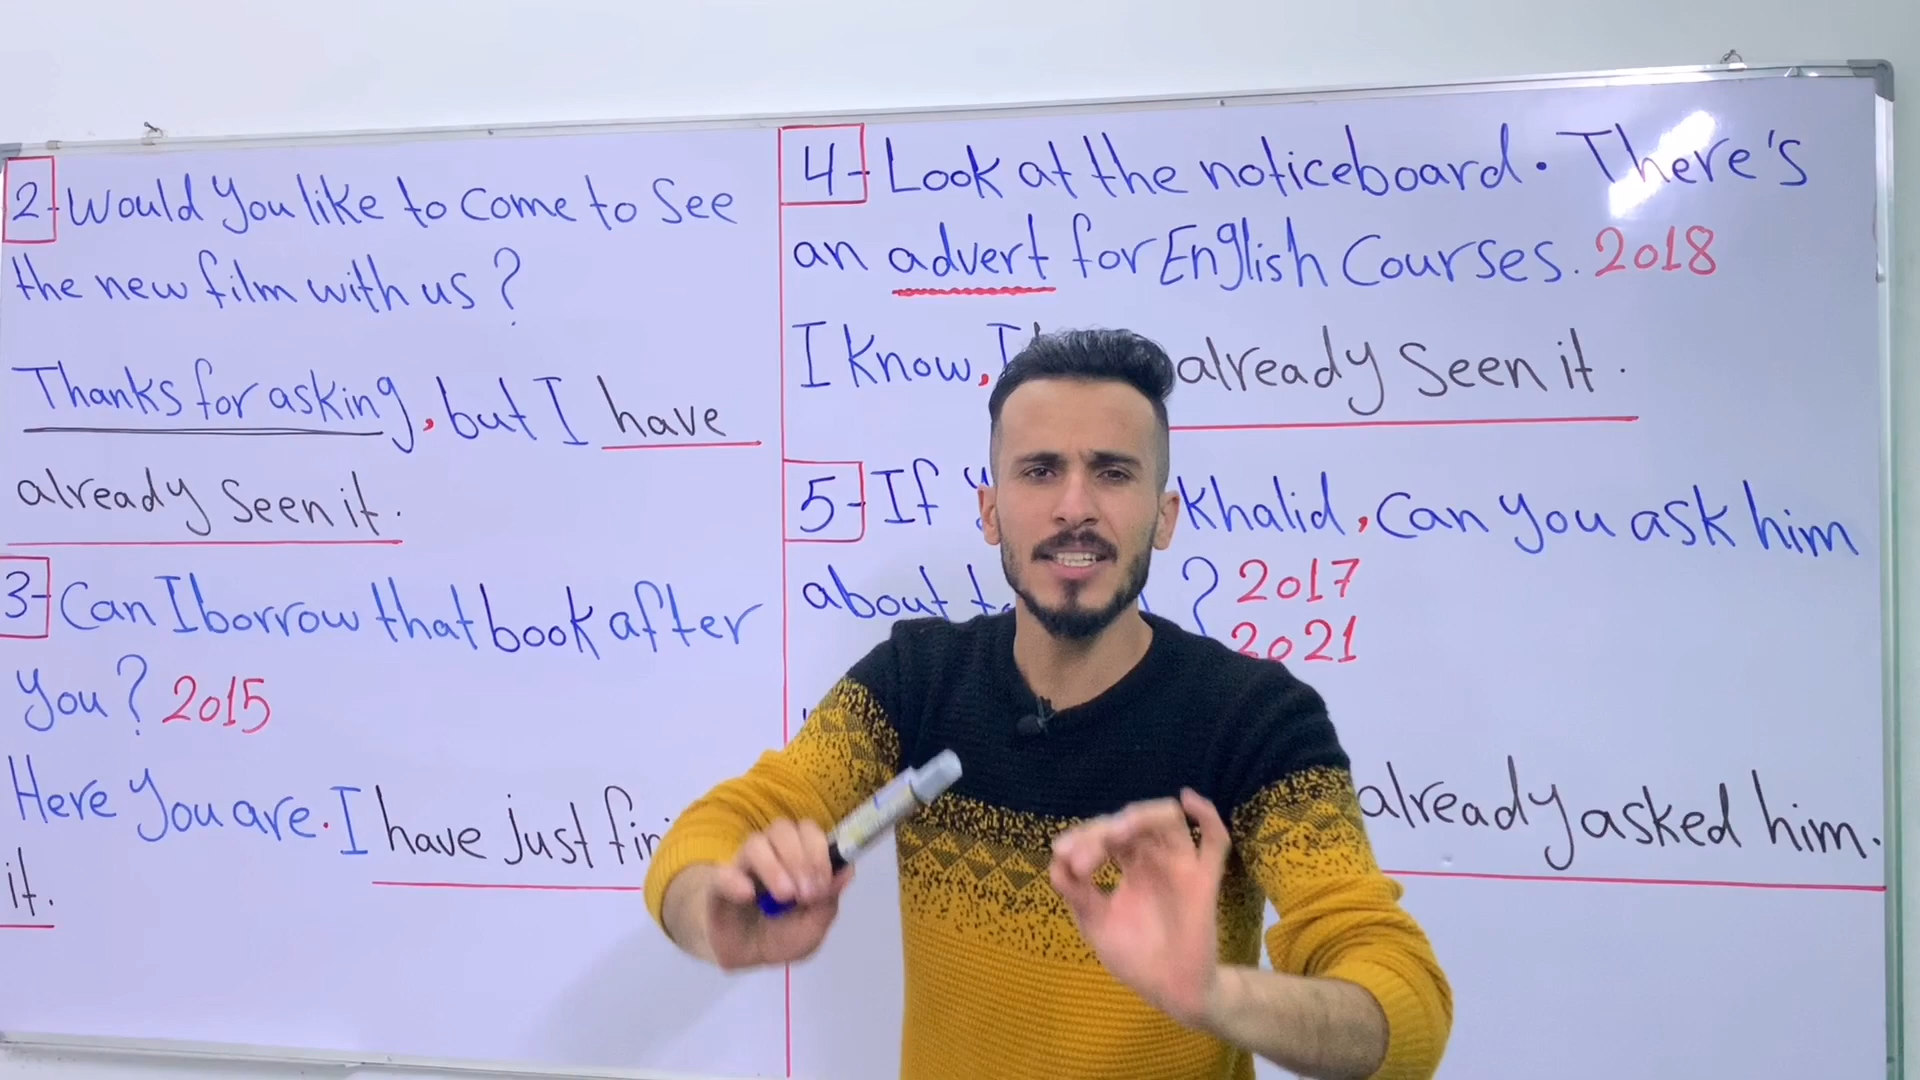 2- Would you like to come to see
the new film with us?
Thanks for asking, but I have
already seen it.
3- Can I borrow that book after
you? 2015
Here you are. I have just
it.
4- Look at the noticeboard. There's
an advert for English Courses. 2018
I know, I already seen it.
5- If Khalid, can you ask him
about ? 2017
2021
already asked him.